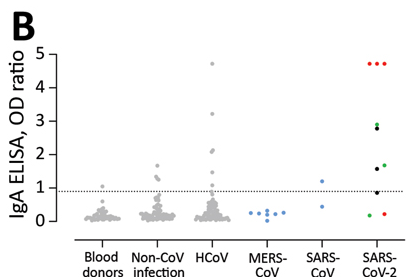 B
IgA ELISA, OD ratio
5
4
3
2
1
0
Blood donors
Non-CoV infection
HCoV
MERS-CoV
SARS-CoV
SARS-CoV-2